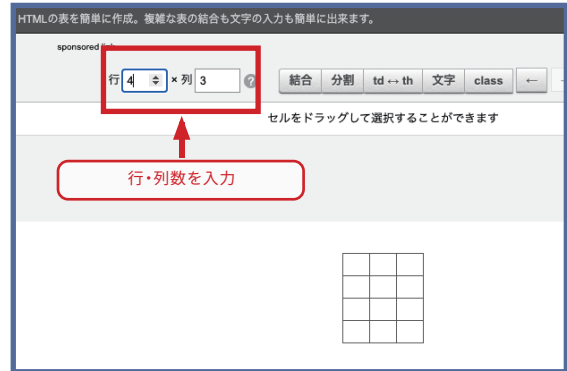 HTMLの表を簡単に作成。複雑な表の結合も文字の入力も簡単に出来ます。
sponsored
行 4 × 列 3 ? 結合 分割 td ↔ th 文字 class ←
セルをドラッグして選択することができます
行・列数を入力